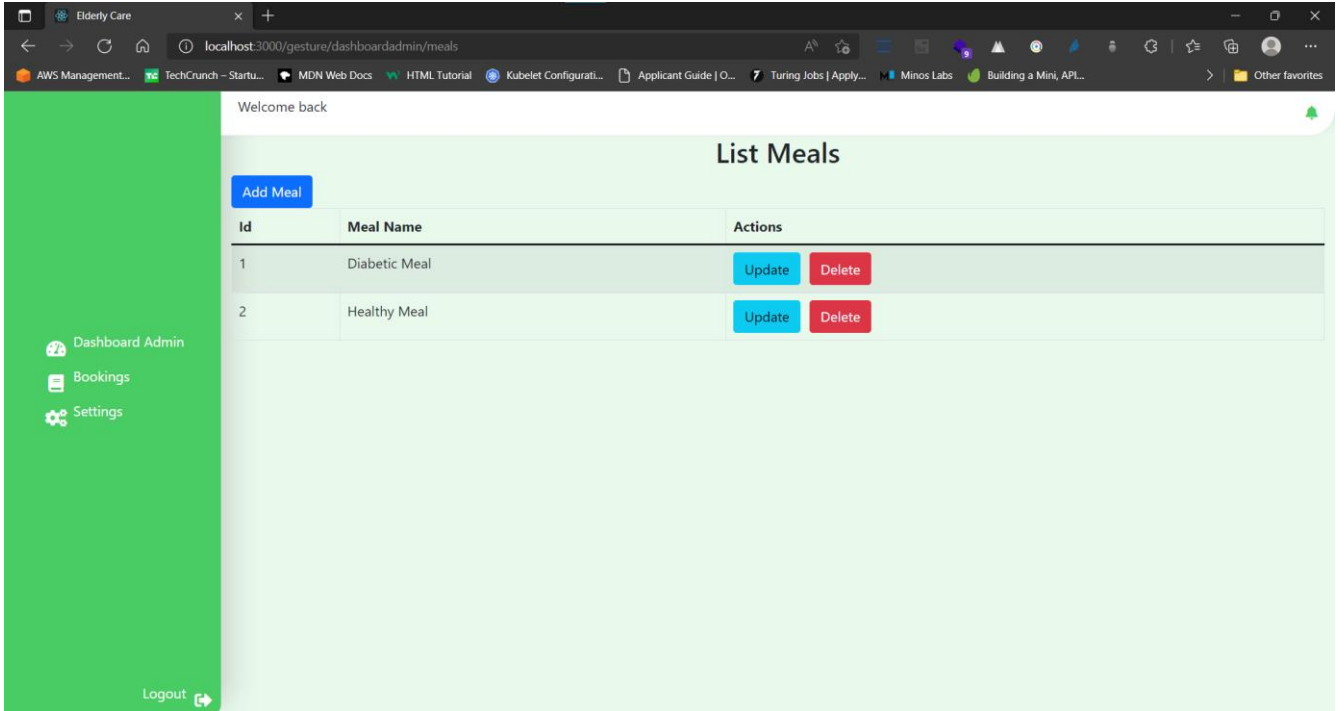 Elderly Care
localhost:3000/gesture/dashboardadmin/meals
9
AWS Management... TC TechCrunch – Startu... MDN Web Docs HTML Tutorial Kubelet Configurati... Applicant Guide | O... Turing Jobs | Apply... Minos Labs Building a Mini, API... Other favorites
Welcome back
List Meals
Add Meal
Id Meal Name Actions
1 Diabetic Meal Update Delete
2 Healthy Meal Update Delete
Dashboard Admin
Bookings
Settings
Logout